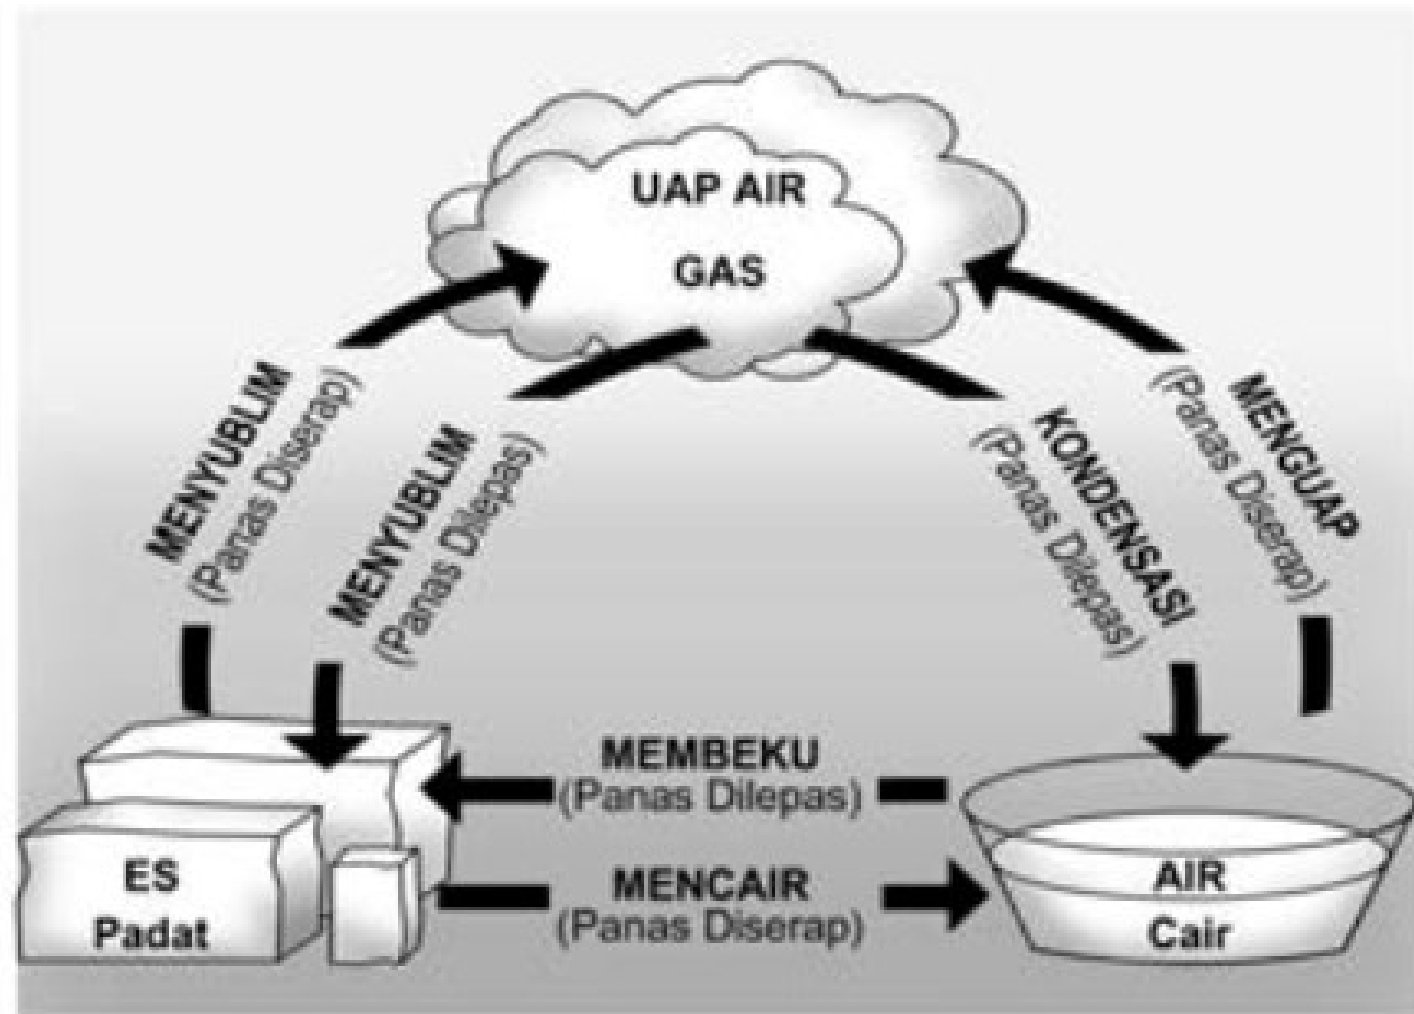 UAP AIR
GAS
MENYUBLIM
(Panas Diserap)
MENYUBLIM
(Panas Dilepas)
KONDENSASI
(Panas Dilepas)
MENGUAP
(Panas Diserap)
MEMBEKU
(Panas Dilepas)
MENCAIR
(Panas Diserap)
ES
Padat
AIR
Cair